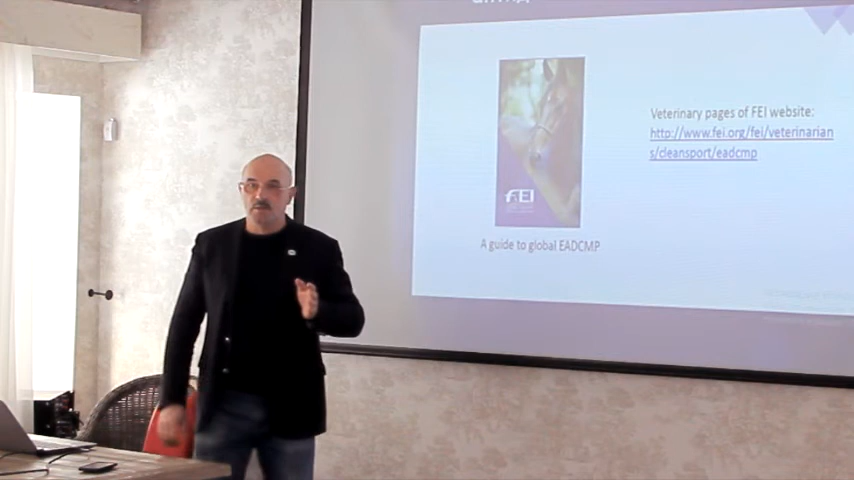 FEI
A guide to global EADCMP
Veterinary pages of FEI website:
http://www.fei.org/fei/veterinarian
s/cleansport/eadcmp